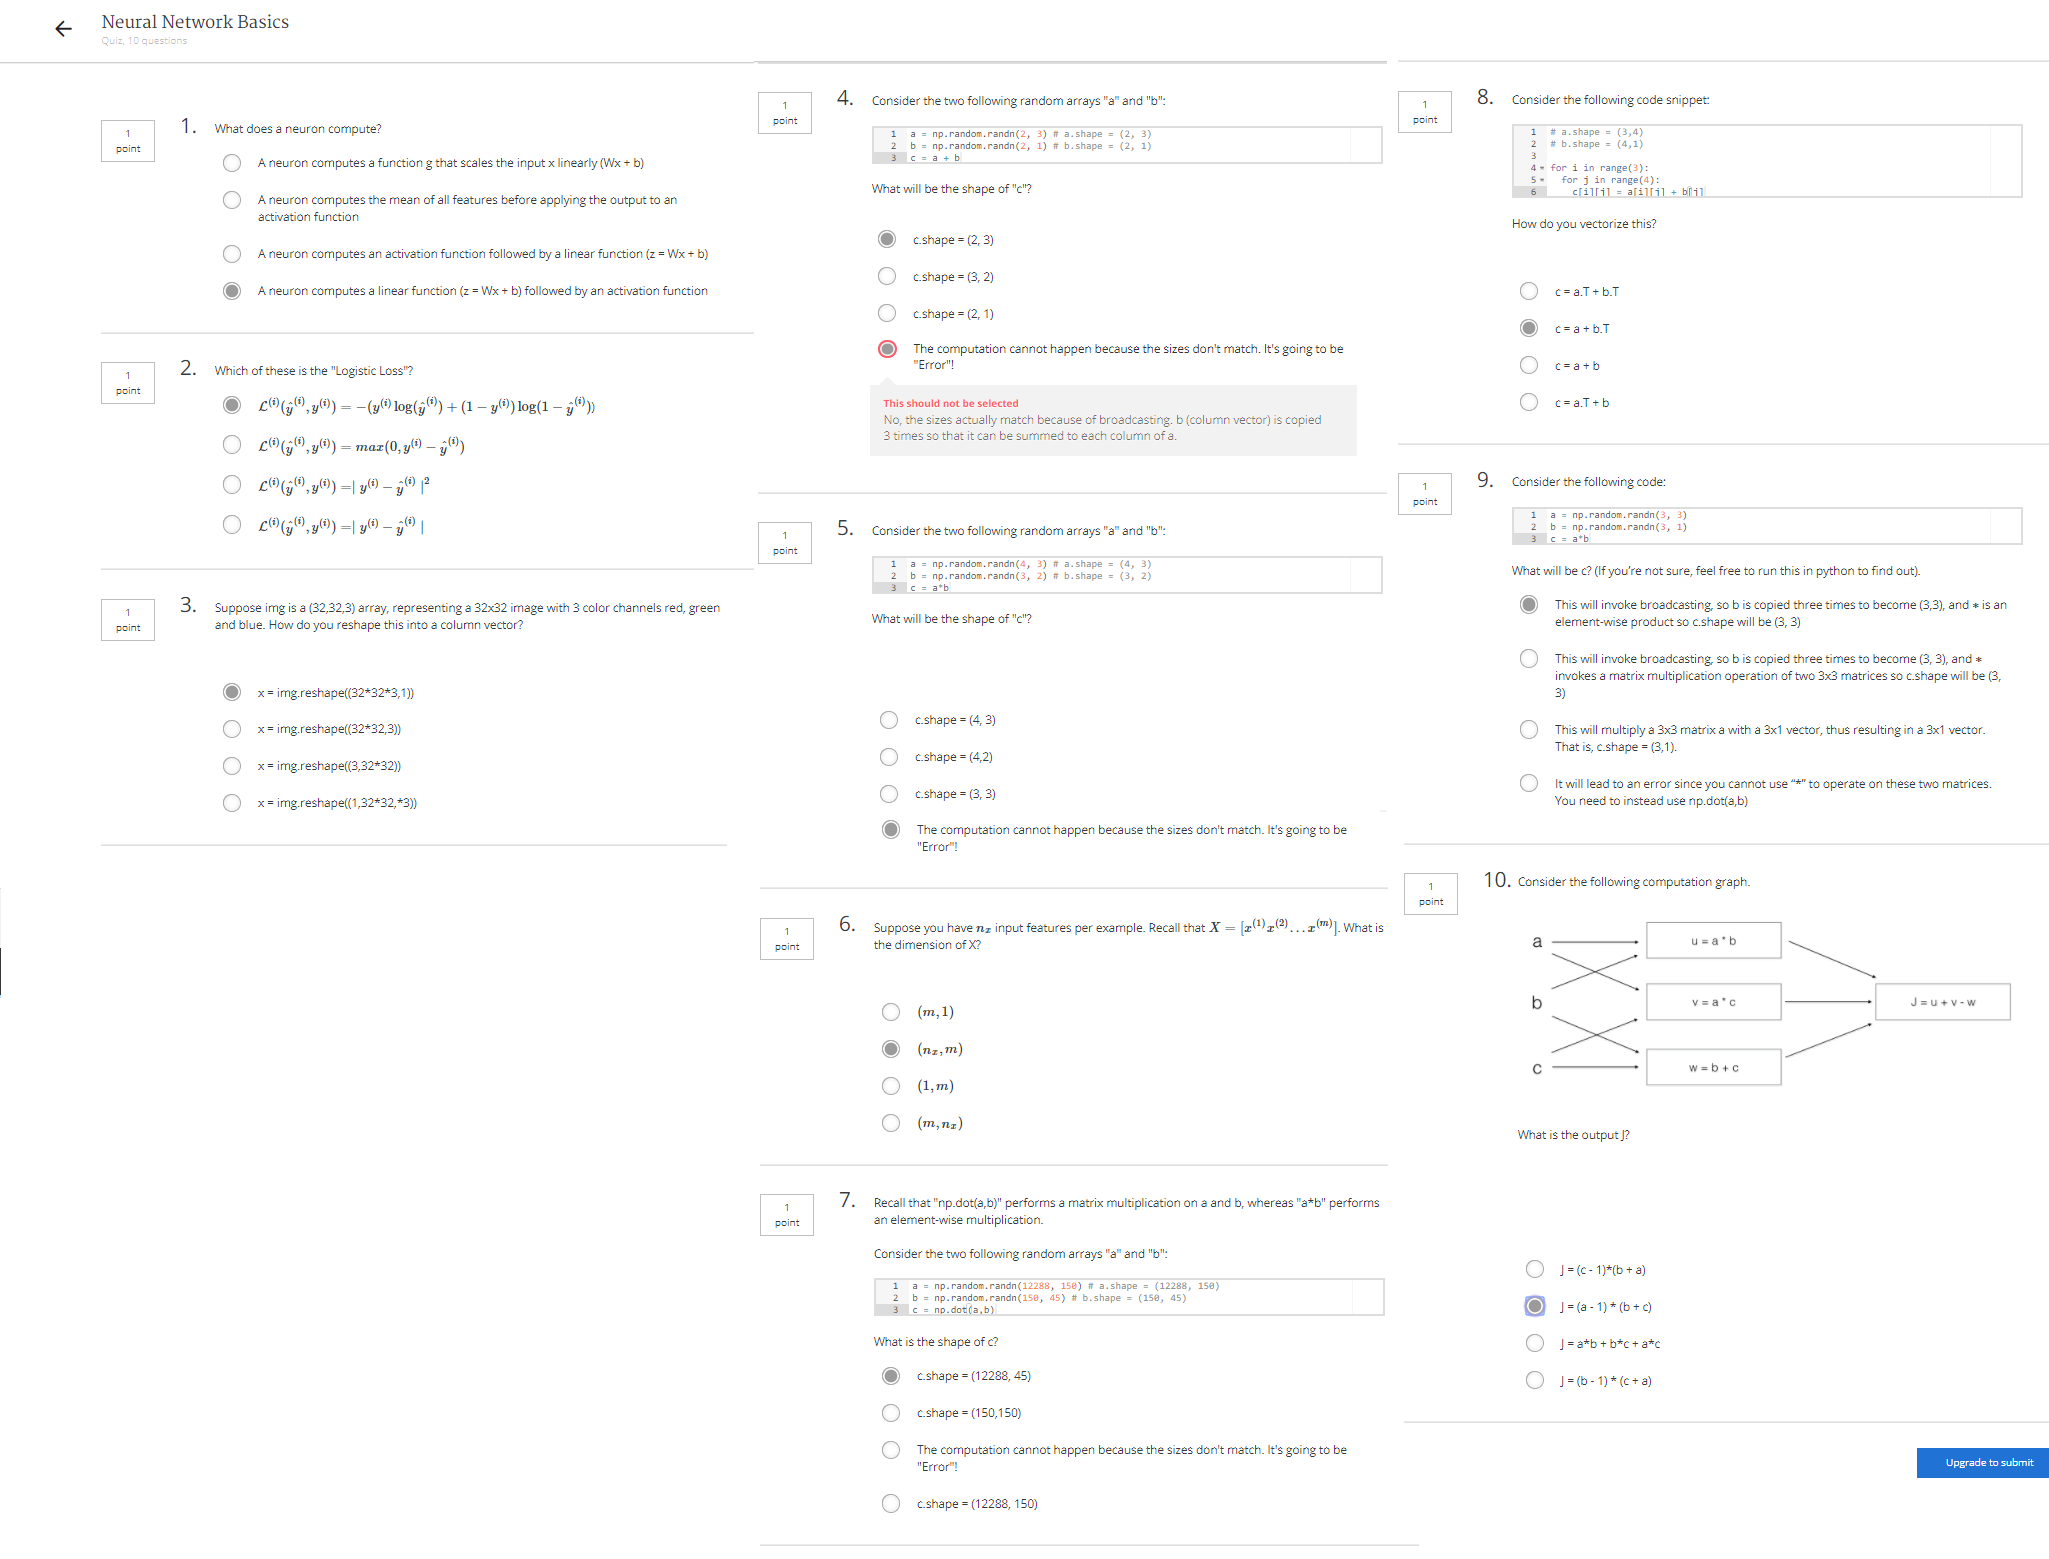 Neural Network Basics
Quiz, 10 questions
1
point
1.
What does a neuron compute?
A neuron computes a function g that scales the input x linearly (Wx + b)
A neuron computes the mean of all features before applying the output to an
activation function
A neuron computes an activation function followed by a linear function (z = Wx + b)
A neuron computes a linear function (z = Wx + b) followed by an activation function
1
point
2.
Which of these is the "Logistic Loss"?
ℒ⁽ⁱ⁾(ŷ⁽ⁱ⁾, y⁽ⁱ⁾) = −(y⁽ⁱ⁾ log(ŷ⁽ⁱ⁾) + (1 − y⁽ⁱ⁾) log(1 − ŷ⁽ⁱ⁾))
ℒ⁽ⁱ⁾(ŷ⁽ⁱ⁾, y⁽ⁱ⁾) = max(0, y⁽ⁱ⁾ − ŷ⁽ⁱ⁾)
ℒ⁽ⁱ⁾(ŷ⁽ⁱ⁾, y⁽ⁱ⁾) =| y⁽ⁱ⁾ − ŷ⁽ⁱ⁾ |²
ℒ⁽ⁱ⁾(ŷ⁽ⁱ⁾, y⁽ⁱ⁾) =| y⁽ⁱ⁾ − ŷ⁽ⁱ⁾ |
1
point
3.
Suppose img is a (32,32,3) array, representing a 32x32 image with 3 color channels red, green
and blue. How do you reshape this into a column vector?
x = img.reshape((32*32*3,1))
x = img.reshape((32*32,3))
x = img.reshape((3,32*32))
x = img.reshape((1,32*32,*3))
1
point
4.
Consider the two following random arrays "a" and "b":
1 a = np.random.randn(2, 3) # a.shape = (2, 3)
2 b = np.random.randn(2, 1) # b.shape = (2, 1)
3 c = a + b
What will be the shape of "c"?
c.shape = (2, 3)
c.shape = (3, 2)
c.shape = (2, 1)
The computation cannot happen because the sizes don't match. It's going to be
"Error"!
This should not be selected
No, the sizes actually match because of broadcasting. b (column vector) is copied
3 times so that it can be summed to each column of a.
1
point
5.
Consider the two following random arrays "a" and "b":
1 a = np.random.randn(4, 3) # a.shape = (4, 3)
2 b = np.random.randn(3, 2) # b.shape = (3, 2)
3 c = a*b
What will be the shape of "c"?
c.shape = (4, 3)
c.shape = (4,2)
c.shape = (3, 3)
The computation cannot happen because the sizes don't match. It's going to be
"Error"!
1
point
6.
Suppose you have nₓ input features per example. Recall that X = [x⁽¹⁾x⁽²⁾...x⁽ᵐ⁾]. What is
the dimension of X?
(m, 1)
(nₓ, m)
(1, m)
(m, nₓ)
1
point
7.
Recall that "np.dot(a,b)" performs a matrix multiplication on a and b, whereas "a*b" performs
an element-wise multiplication.
Consider the two following random arrays "a" and "b":
1 a = np.random.randn(12288, 150) # a.shape = (12288, 150)
2 b = np.random.randn(150, 45) # b.shape = (150, 45)
3 c = np.dot(a,b)
What is the shape of c?
c.shape = (12288, 45)
c.shape = (150,150)
The computation cannot happen because the sizes don't match. It's going to be
"Error"!
c.shape = (12288, 150)
1
point
8.
Consider the following code snippet:
1 # a.shape = (3,4)
2 # b.shape = (4,1)
3
4 for i in range(3):
5 for j in range(4):
6 c[i][j] = a[i][j] + b[j]
How do you vectorize this?
c = a.T + b.T
c = a + b.T
c = a + b
c = a.T + b
1
point
9.
Consider the following code:
1 a = np.random.randn(3, 3)
2 b = np.random.randn(3, 1)
3 c = a*b
What will be c? (If you're not sure, feel free to run this in python to find out).
This will invoke broadcasting, so b is copied three times to become (3,3), and ∗ is an
element-wise product so c.shape will be (3, 3)
This will invoke broadcasting, so b is copied three times to become (3, 3), and ∗
invokes a matrix multiplication operation of two 3x3 matrices so c.shape will be (3,
3)
This will multiply a 3x3 matrix a with a 3x1 vector, thus resulting in a 3x1 vector.
That is, c.shape = (3,1).
It will lead to an error since you cannot use "*" to operate on these two matrices.
You need to instead use np.dot(a,b)
1
point
10.
Consider the following computation graph.
a
u = a * b
b
v = a * c
J = u + v - w
c
w = b + c
What is the output J?
J = (c - 1)*(b + a)
J = (a - 1) * (b + c)
J = a*b + b*c + a*c
J = (b - 1) * (c + a)
Upgrade to submit